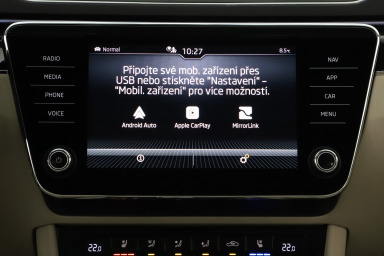 Normal
10:27
8.5°c
RADIO
MEDIA
PHONE
VOICE
Připojte své mob. zařízení přes
USB nebo stiskněte "Nastavení" –
"Mobil. zařízení" pro více možností.
Android Auto
Apple CarPlay
MirrorLink
NAV
APP
CAR
MENU
22.0
22.0